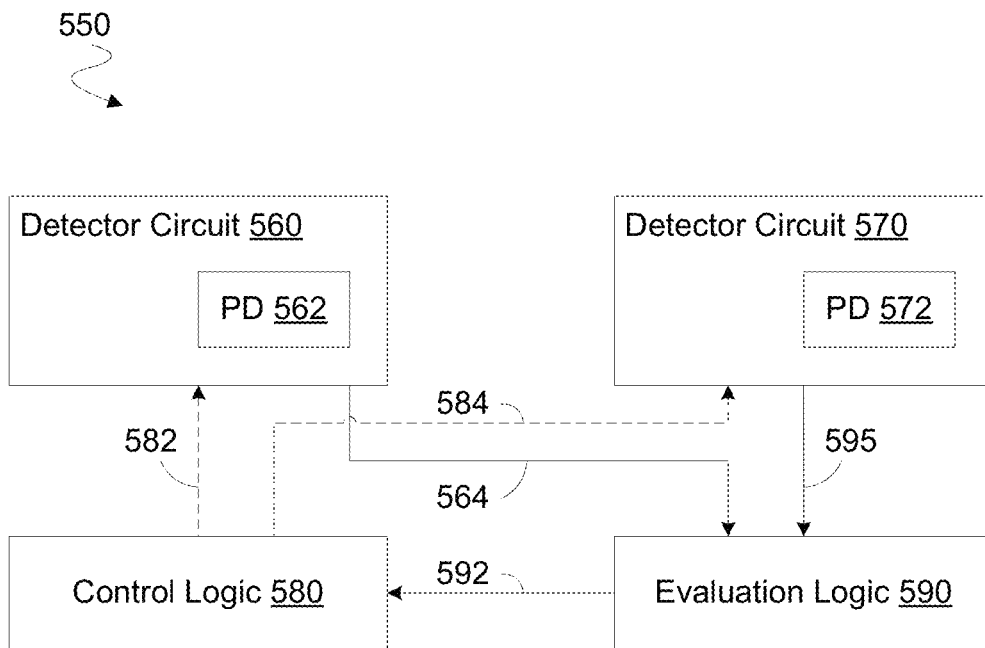 550
Detector Circuit 560
PD 562
Detector Circuit 570
PD 572
584
582
595
564
Control Logic 580
592
Evaluation Logic 590